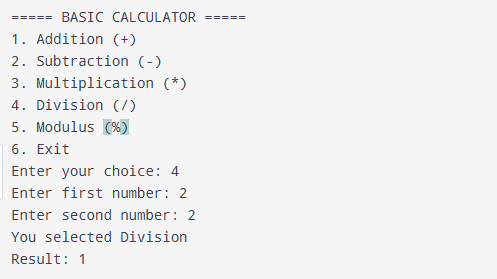 ===== BASIC CALCULATOR =====
1. Addition (+)
2. Subtraction (-)
3. Multiplication (*)
4. Division (/)
5. Modulus (%)
6. Exit
Enter your choice: 4
Enter first number: 2
Enter second number: 2
You selected Division
Result: 1